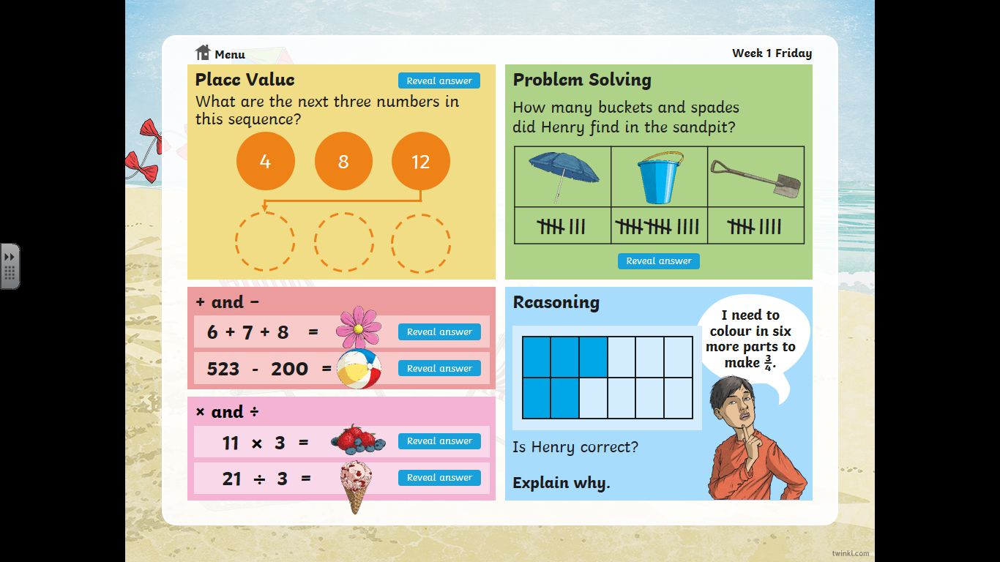 Menu
Week 1 Friday
Place Value
Reveal answer
What are the next three numbers in
this sequence?
4 8 12
Problem Solving
How many buckets and spades
did Henry find in the sandpit?
Reveal answer
+ and −
6 + 7 + 8 =
Reveal answer
523 - 200 =
Reveal answer
× and ÷
11 × 3 =
Reveal answer
21 ÷ 3 =
Reveal answer
Reasoning
I need to
colour in six
more parts to
make 3/4.
Is Henry correct?
Explain why.
twinkl.com